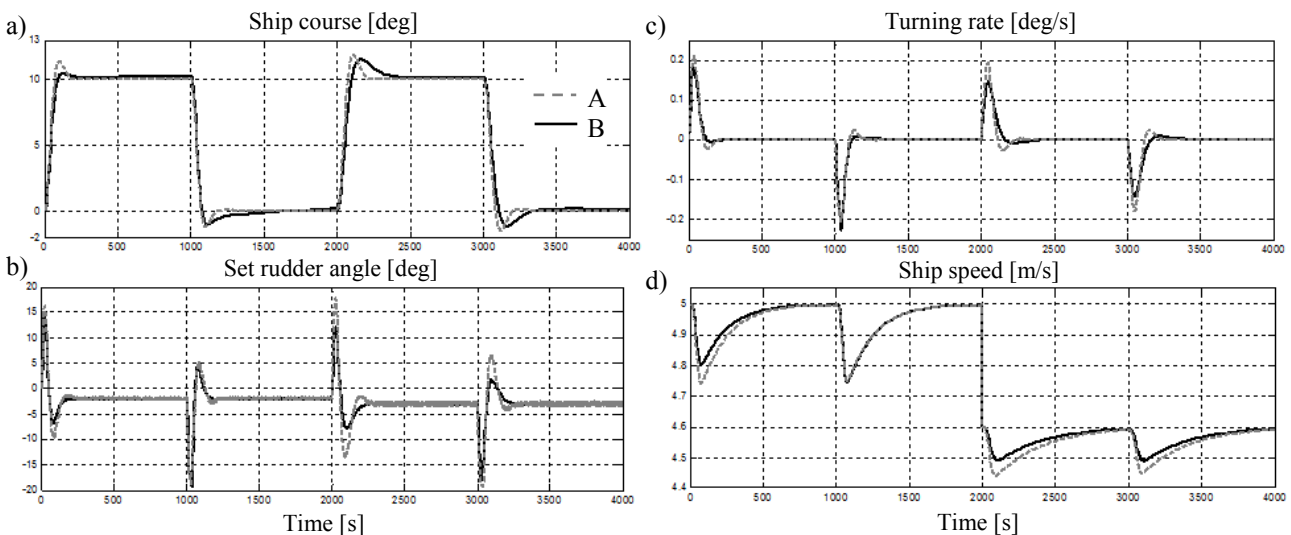 a)
Ship course [deg]
13
10
5
0
-2
0 500 1000 1500 2000 2500 3000 3500 4000
A
B
b)
Set rudder angle [deg]
20
15
10
5
0
-5
-10
-15
-20
0 500 1000 1500 2000 2500 3000 3500 4000
Time [s]
c)
Turning rate [deg/s]
0.2
0.1
0
-0.1
-0.2
0 500 1000 1500 2000 2500 3000 3500 4000
d)
Ship speed [m/s]
5
4.9
4.8
4.7
4.6
4.5
4.4
0 500 1000 1500 2000 2500 3000 3500 4000
Time [s]